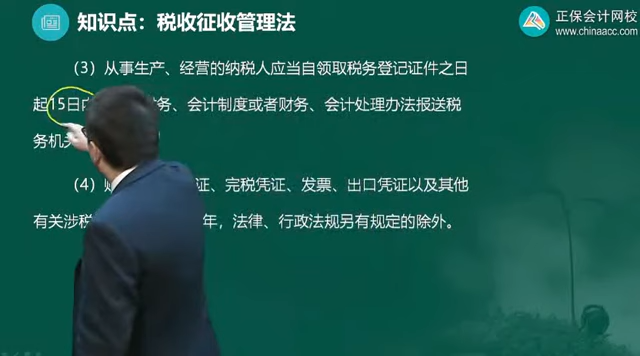 知识点：税收征收管理法
正保会计网校
www.chinaacc.com
（3）从事生产、经营的纳税人应当自领取税务登记证件之日
起15日内 务、会计制度或者财务、会计处理办法报送税
务机关
（4） 证、完税凭证、发票、出口凭证以及其他
有关涉税 年，法律、行政法规另有规定的除外。